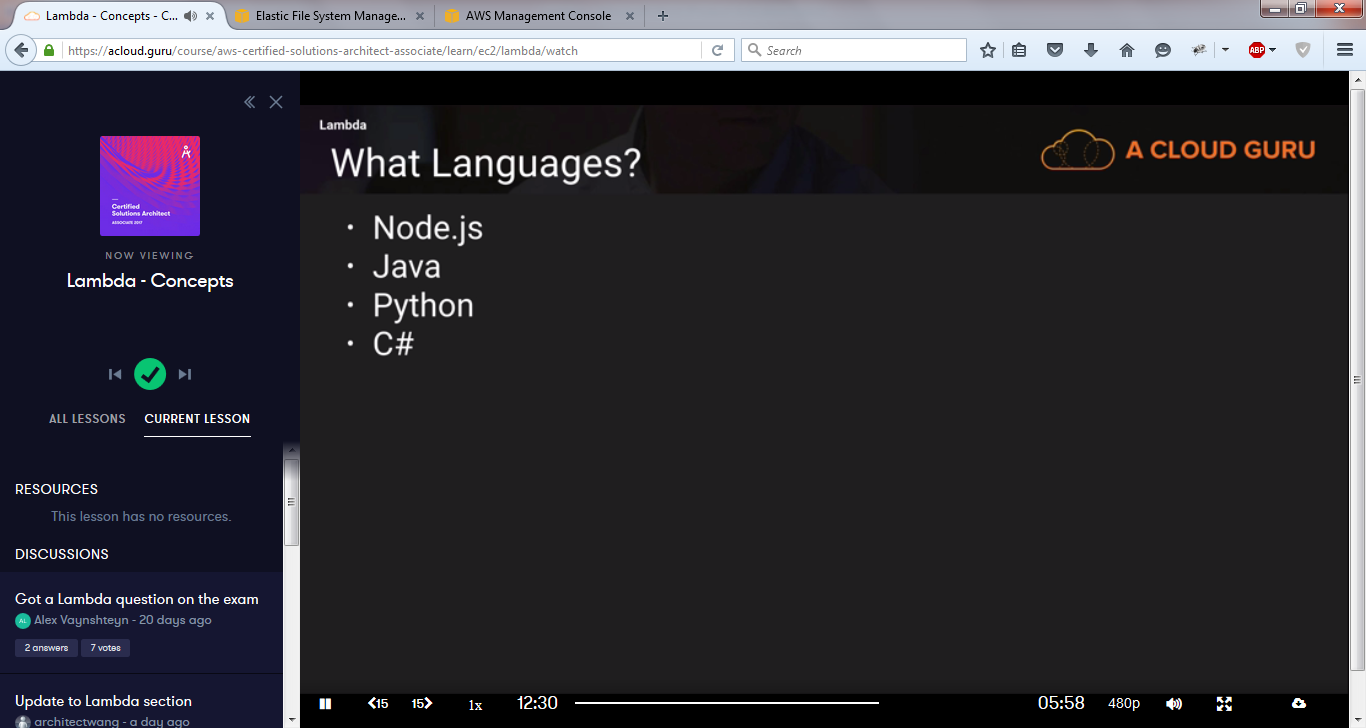 Lambda - Concepts - C...
Elastic File System Manage...
AWS Management Console
https://acloud.guru/course/aws-certified-solutions-architect-associate/learn/ec2/lambda/watch
Search
ABP
Certified
Solutions Architect
ASSOCIATE 2017
NOW VIEWING
Lambda - Concepts
ALL LESSONS
CURRENT LESSON
RESOURCES
This lesson has no resources.
DISCUSSIONS
Got a Lambda question on the exam
AL
Alex Vaynshteyn - 20 days ago
2 answers
7 votes
Update to Lambda section
architectwang - a day ago
Lambda
What Languages?
A CLOUD GURU
• Node.js
• Java
• Python
• C#
15
15
1x
12:30
05:58
480p